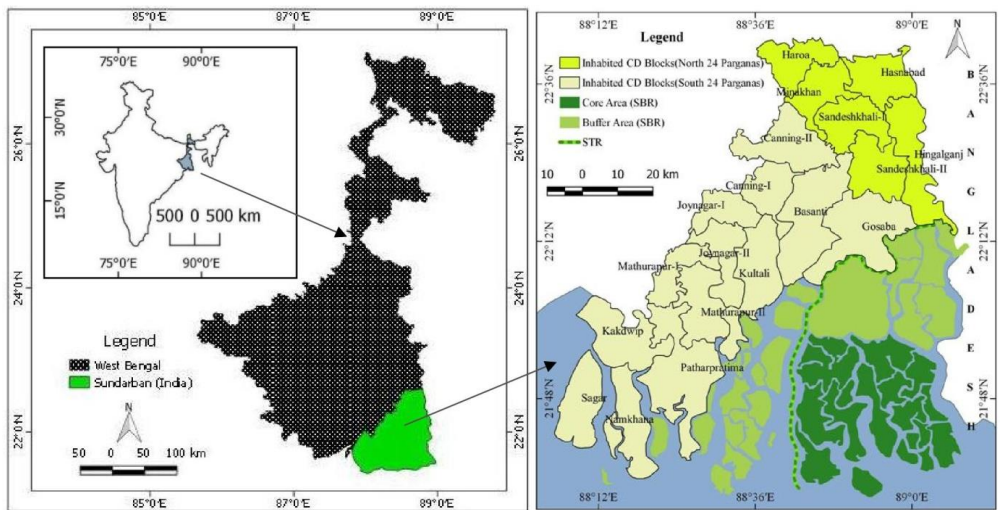 85°0'E 87°0'E 89°0'E
75°0'E 90°0'E
30°0'N
15°0'N
500 0 500 km
75°0'E 90°0'E
26°0'N
24°0'N
22°0'N
Legend
West Bengal
Sundarban (India)
N
50 0 50 100 km
26°0'N
24°0'N
22°0'N
85°0'E 87°0'E 89°0'E
88°12'E 88°36'E 89°0'E
Legend
Inhabited CD Blocks(North 24 Parganas)
Inhabited CD Blocks(South 24 Parganas)
Core Area (SBR)
Buffer Area (SBR)
STR
10 0 10 20 km
N
22°36'N
22°12'N
21°48'N
Haroa
Hasnabad
Minakhan
Sandeshkhali-I
Canning-II
Hingalganj
Sandeshkhali-II
Canning-I
Joynagar-I
Basanti
Gosaba
Joynagar-II
Mathurapur-I
Kultali
Mathurapur-II
Kakdwip
Patharpratima
Sagar
Namkhana
B A N G L A D E S H
22°36'N
22°12'N
21°48'N
88°12'E 88°36'E 89°0'E